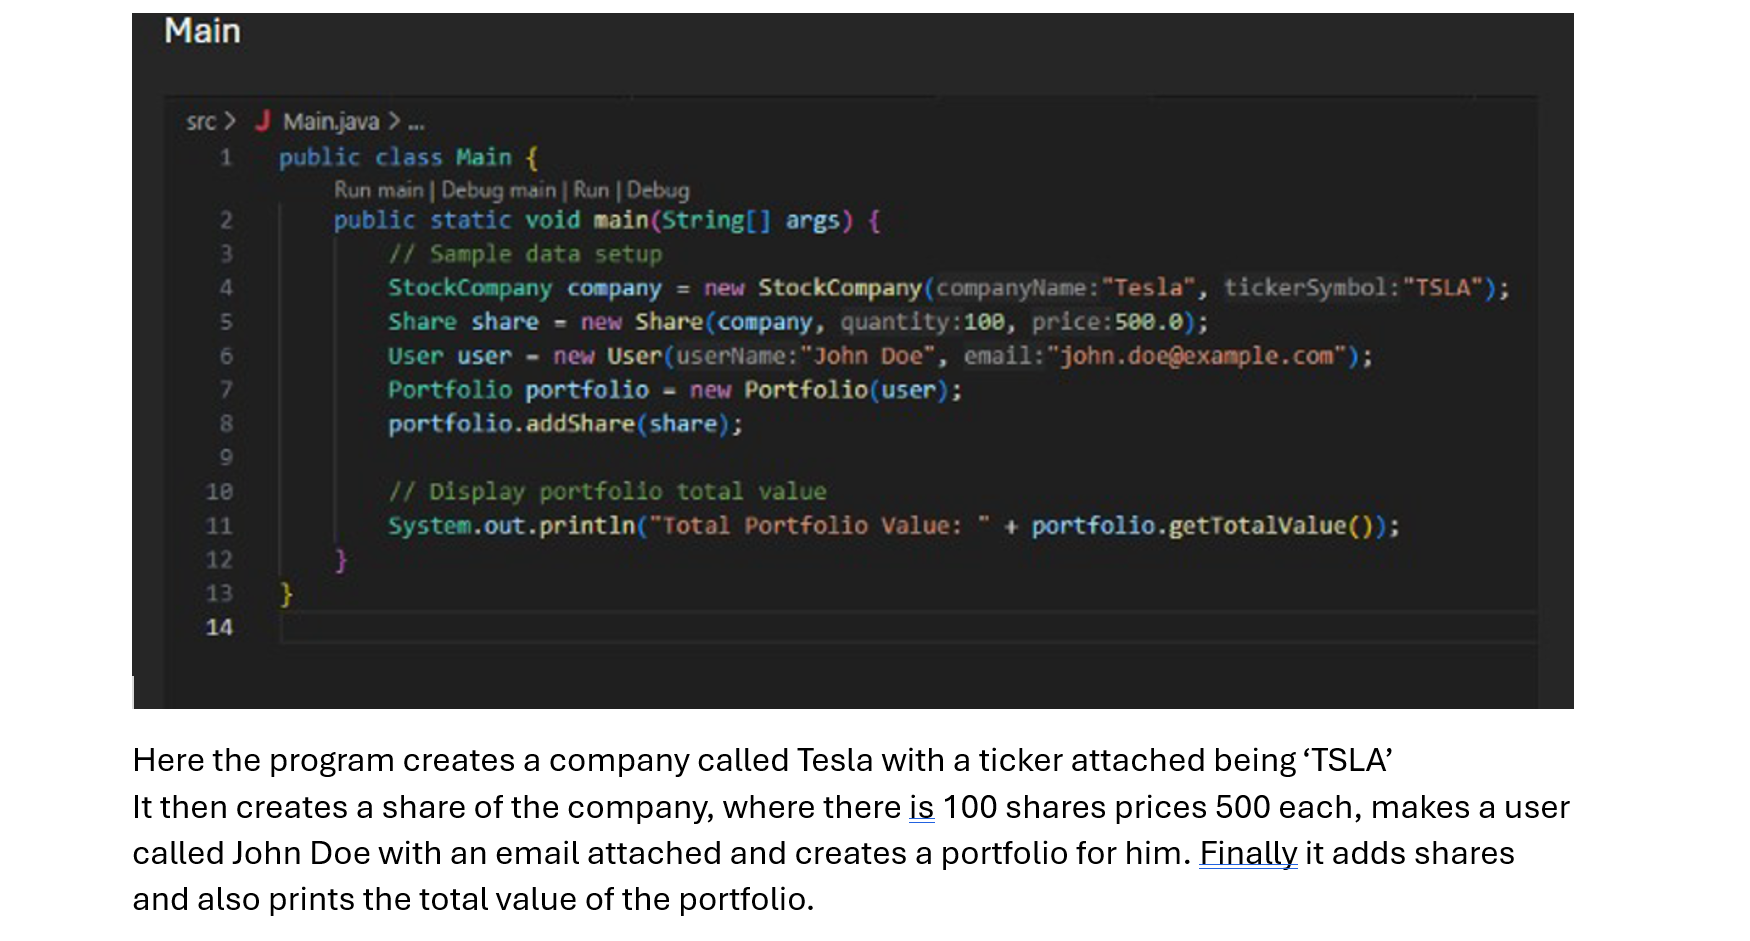 Main
src > J Main.java > ...
1 public class Main {
Run main | Debug main | Run | Debug
2 public static void main(String[] args) {
3 // Sample data setup
4 StockCompany company = new StockCompany(companyName:"Tesla", tickerSymbol:"TSLA");
5 Share share = new Share(company, quantity:100, price:500.0);
6 User user = new User(userName:"John Doe", email:"john.doe@example.com");
7 Portfolio portfolio = new Portfolio(user);
8 portfolio.addShare(share);
9
10 // Display portfolio total value
11 System.out.println("Total Portfolio Value: " + portfolio.getTotalValue());
12 }
13 }
14
Here the program creates a company called Tesla with a ticker attached being ‘TSLA’
It then creates a share of the company, where there is 100 shares prices 500 each, makes a user
called John Doe with an email attached and creates a portfolio for him. Finally it adds shares
and also prints the total value of the portfolio.